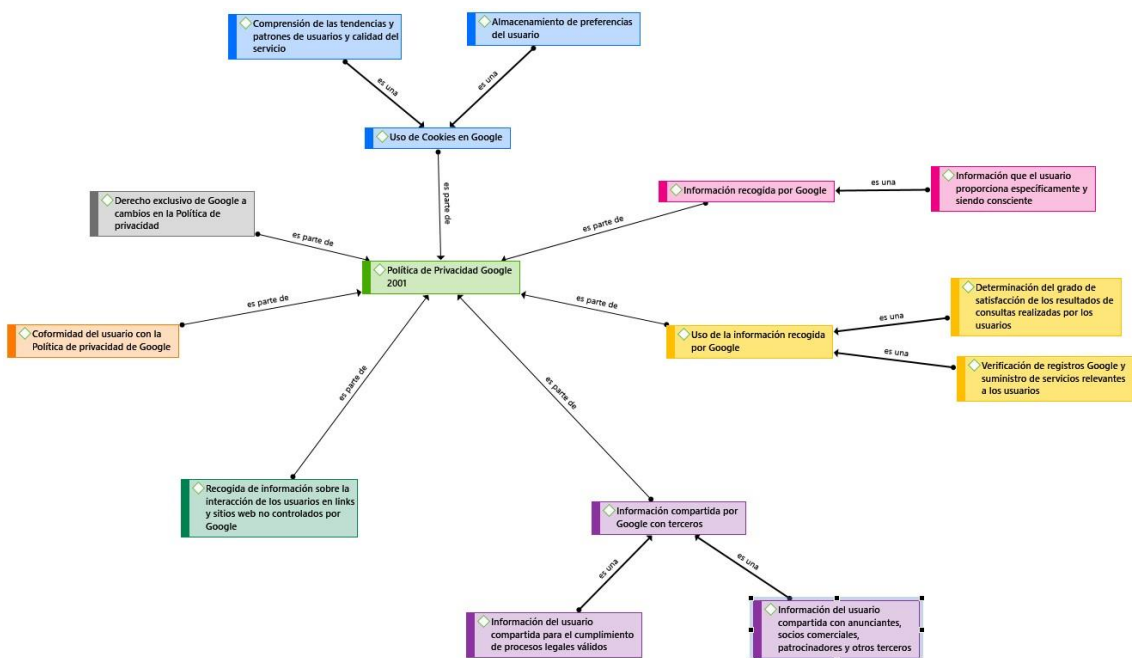 Comprensión de las tendencias y
patrones de usuarios y calidad del
servicio
Almacenamiento de preferencias
del usuario
es una
es una
Uso de Cookies en Google
es parte de
Derecho exclusivo de Google a
cambios en la Política de
privacidad
es parte de
Información recogida por Google
es una
Información que el usuario
proporciona específicamente y
siendo consciente
es parte de
Política de Privacidad Google
2001
Coformidad del usuario con la
Política de privacidad de Google
es parte de
es parte de
Uso de la información recogida
por Google
es una
Determinación del grado de
satisfacción de los resultados de
consultas realizadas por los
usuarios
es una
Verificación de registros Google y
suministro de servicios relevantes
a los usuarios
es parte de
es parte de
Recogida de información sobre la
interacción de los usuarios en links
y sitios web no controlados por
Google
Información compartida por
Google con terceros
es una
es una
Información del usuario
compartida para el cumplimiento
de procesos legales válidos
Información del usuario
compartida con anunciantes,
socios comerciales,
patrocinadores y otros terceros